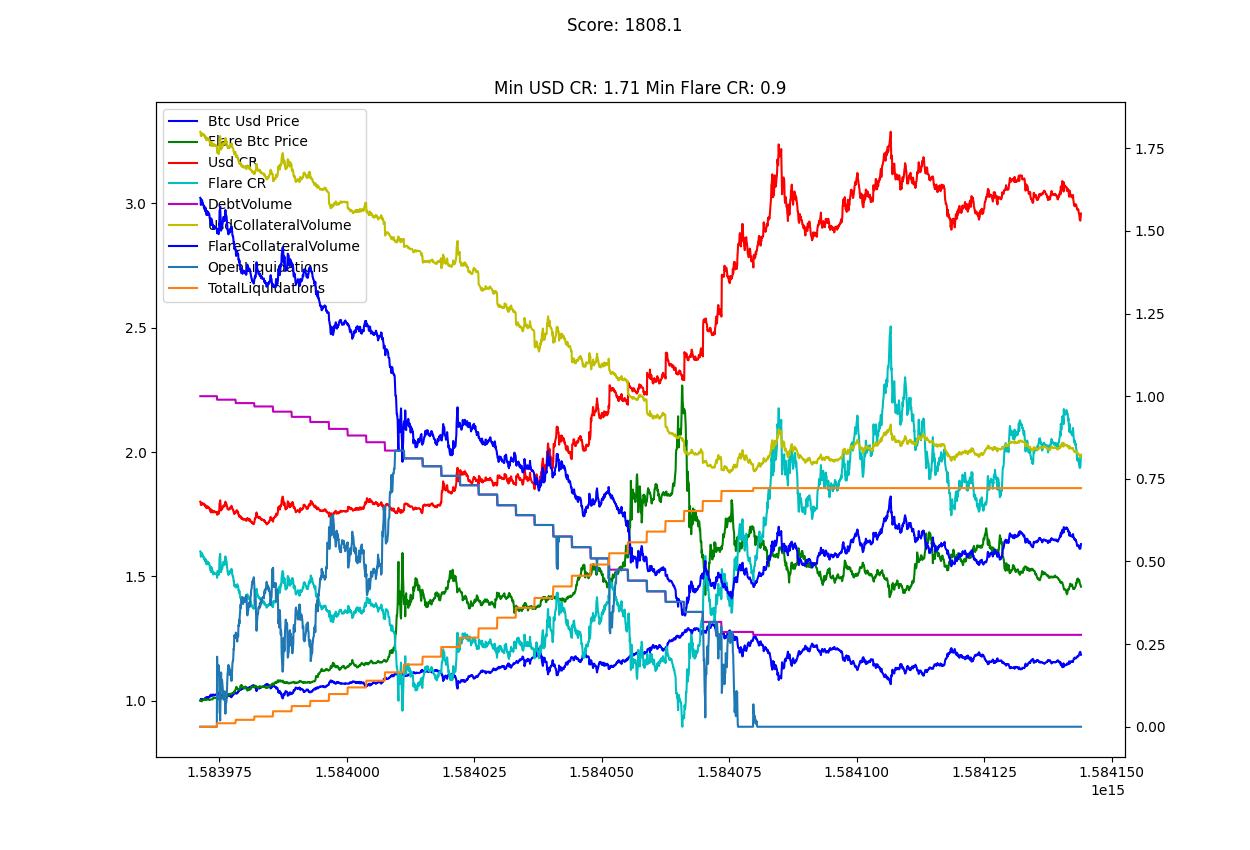 Score: 1808.1
Min USD CR: 1.71 Min Flare CR: 0.9
Btc Usd Price
Flare Btc Price
Usd CR
Flare CR
DebtVolume
UsdCollateralVolume
FlareCollateralVolume
OpenLiquidations
TotalLiquidations
3.0
2.5
2.0
1.5
1.0
1.75
1.50
1.25
1.00
0.75
0.50
0.25
0.00
1.583975
1.584000
1.584025
1.584050
1.584075
1.584100
1.584125
1.584150
1e15